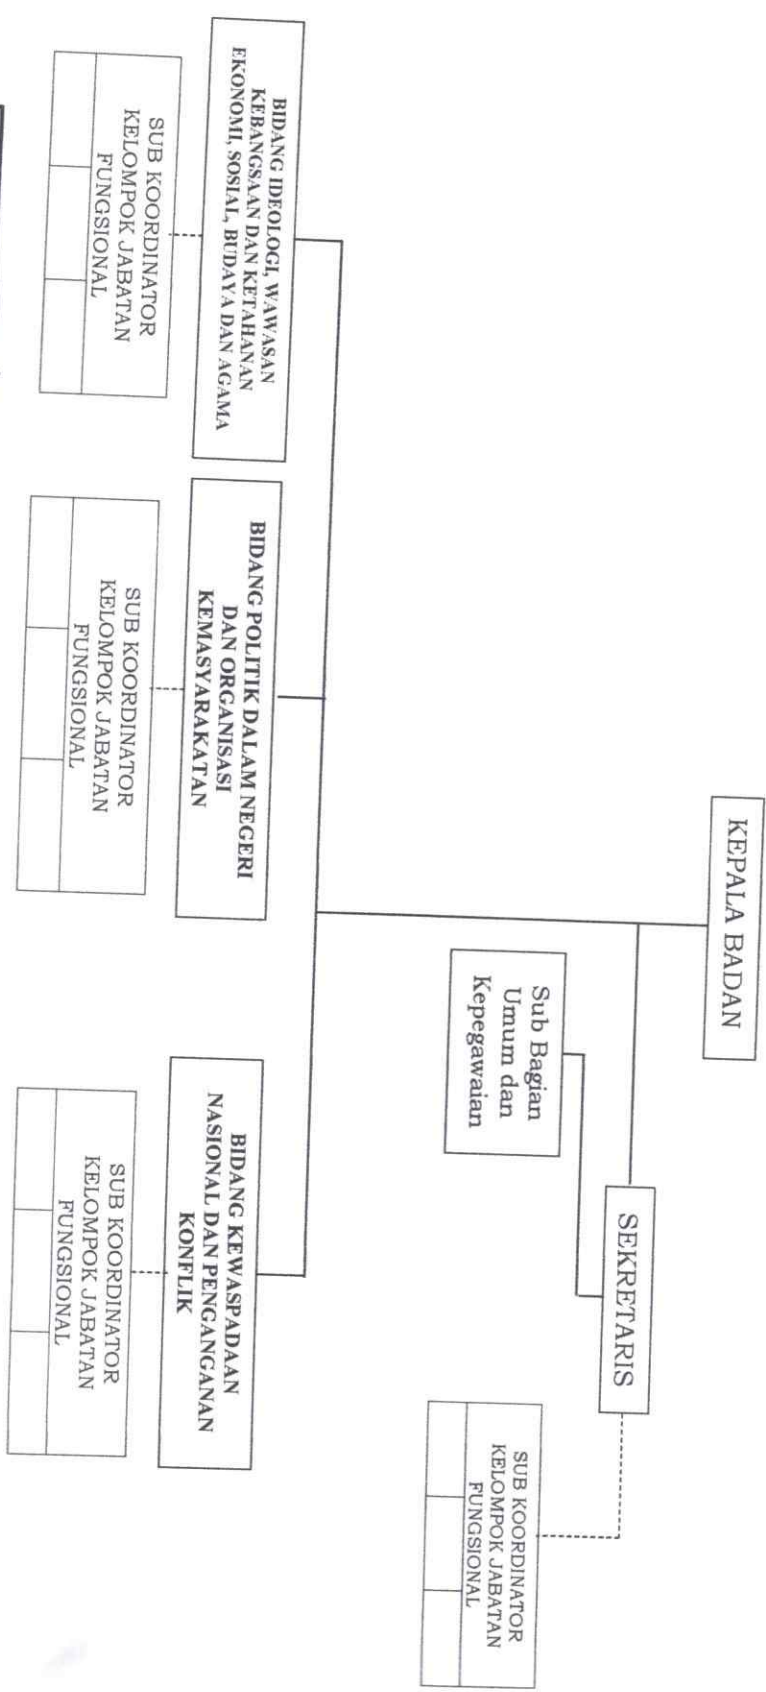 KEPALA BADAN
SEKRETARIS
Sub Bagian
Umum dan
Kepegawaian
SUB KOORDINATOR
KELOMPOK JABATAN
FUNGSIONAL
BIDANG IDEOLOGI, WAWASAN
KEBANGSAAN DAN KETAHANAN
EKONOMI, SOSIAL, BUDAYA DAN AGAMA
BIDANG POLITIK DALAM NEGERI
DAN ORGANISASI
KEMASYARAKATAN
BIDANG KEWASPADAAN
NASIONAL DAN PENGANGANAN
KONFLIK
SUB KOORDINATOR
KELOMPOK JABATAN
FUNGSIONAL
SUB KOORDINATOR
KELOMPOK JABATAN
FUNGSIONAL
SUB KOORDINATOR
KELOMPOK JABATAN
FUNGSIONAL